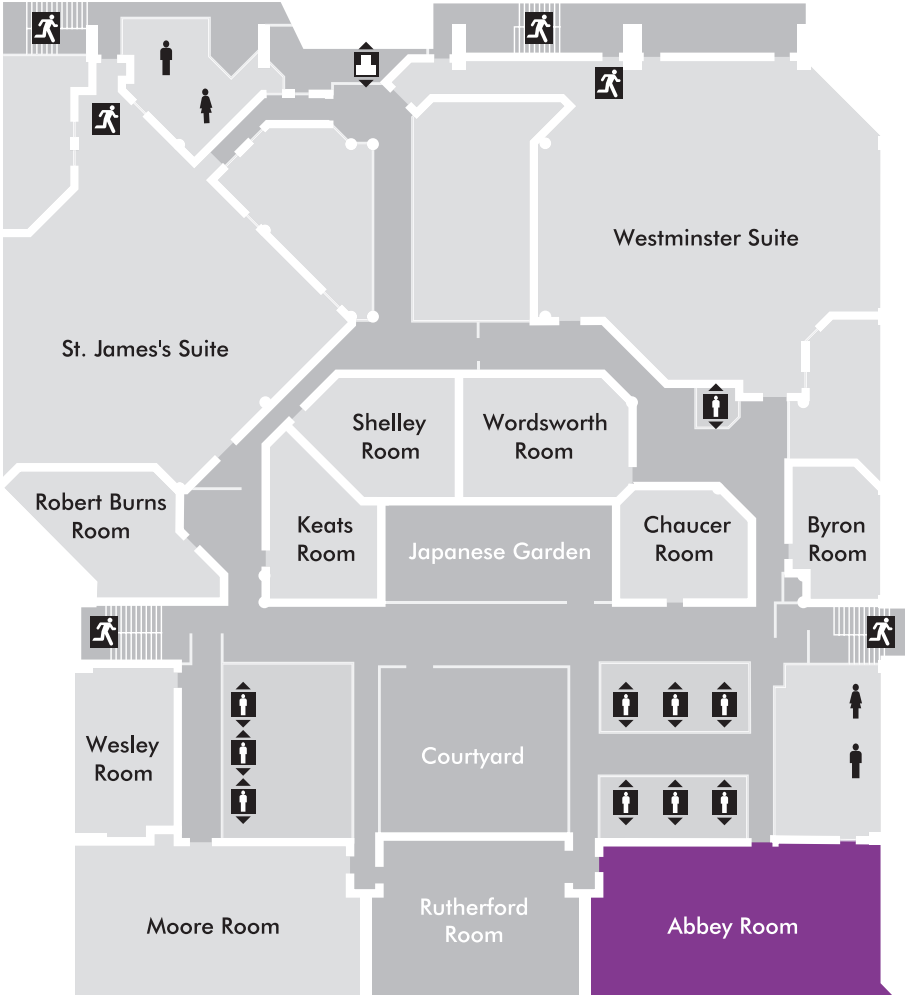 Westminster Suite
St. James's Suite
Shelley
Room
Wordsworth
Room
Robert Burns
Room
Keats
Room
Japanese Garden
Chaucer
Room
Byron
Room
Wesley
Room
Courtyard
Moore Room
Rutherford
Room
Abbey Room